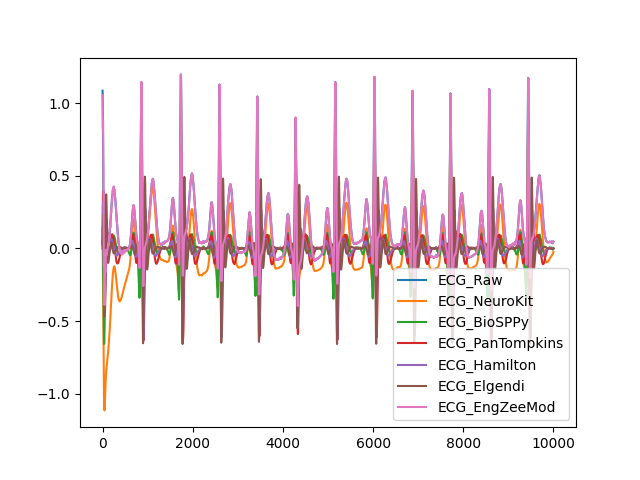 1.0
0.5
0.0
−0.5
−1.0
0 2000 4000 6000 8000 10000
ECG_Raw
ECG_NeuroKit
ECG_BioSPPy
ECG_PanTompkins
ECG_Hamilton
ECG_Elgendi
ECG_EngZeeMod